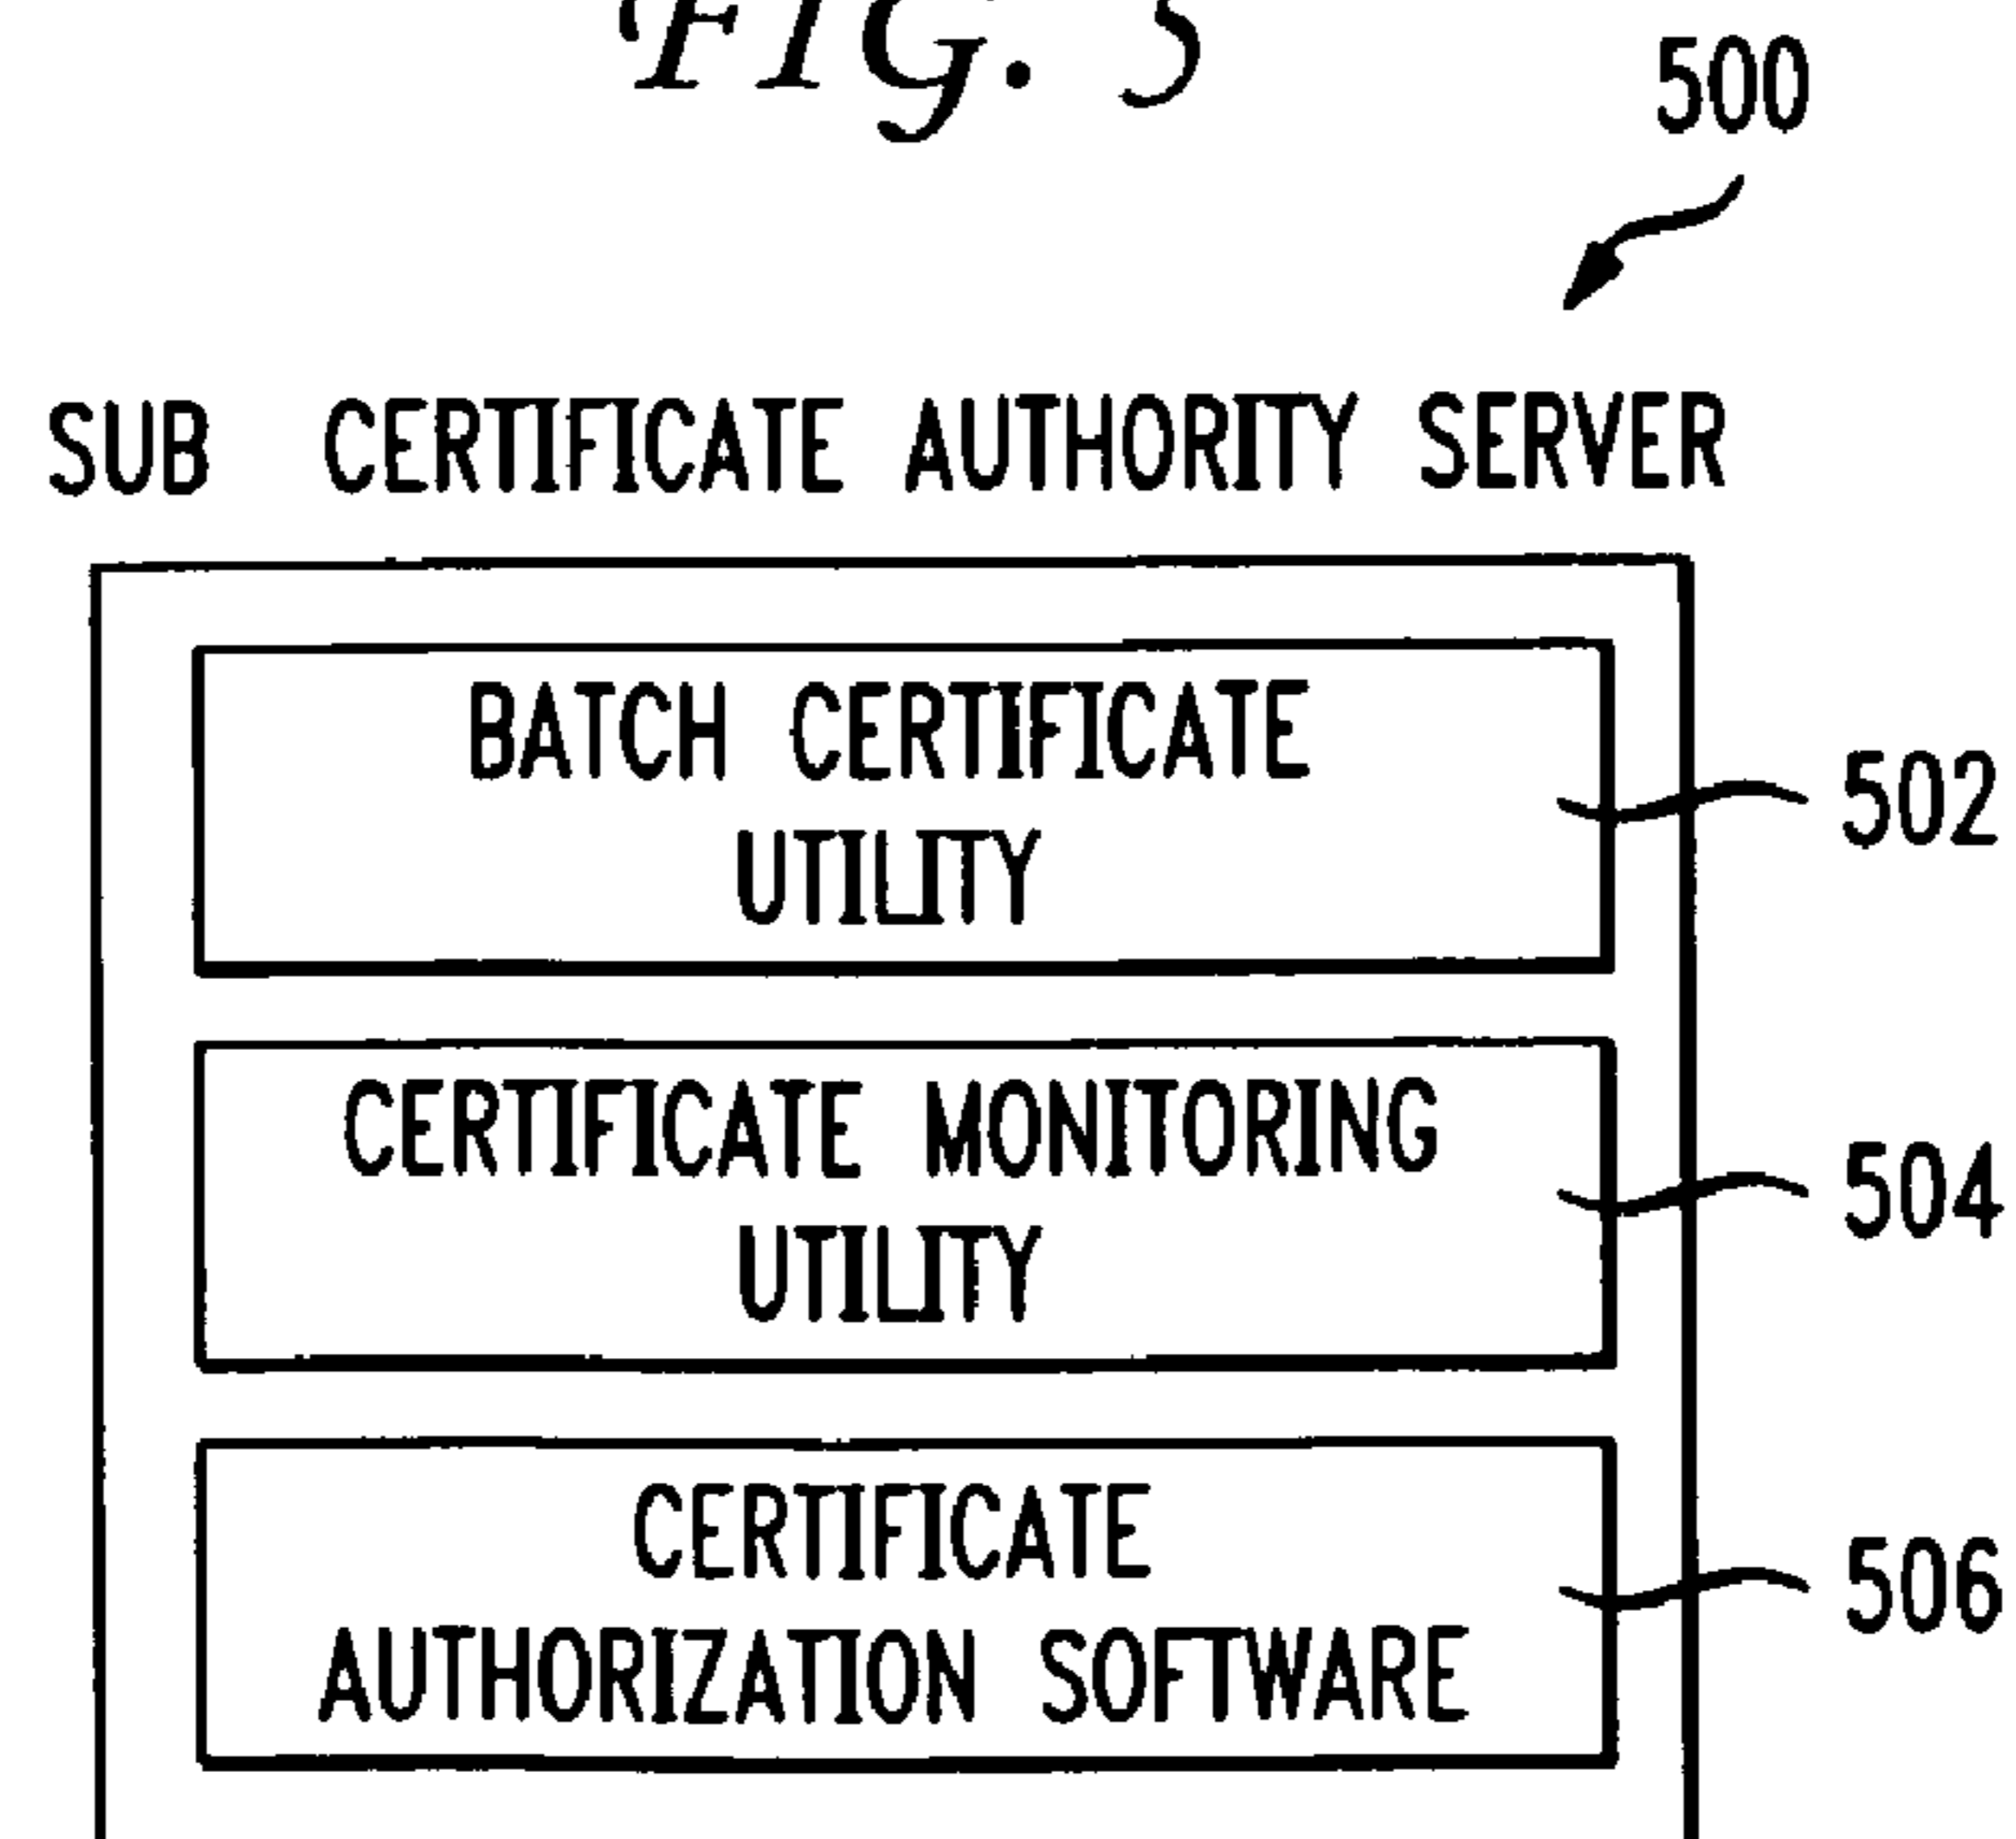 FIG. 5
500
SUB CERTIFICATE AUTHORITY SERVER
BATCH CERTIFICATE
UTILITY
502
CERTIFICATE MONITORING
UTILITY
504
CERTIFICATE
AUTHORIZATION SOFTWARE
506